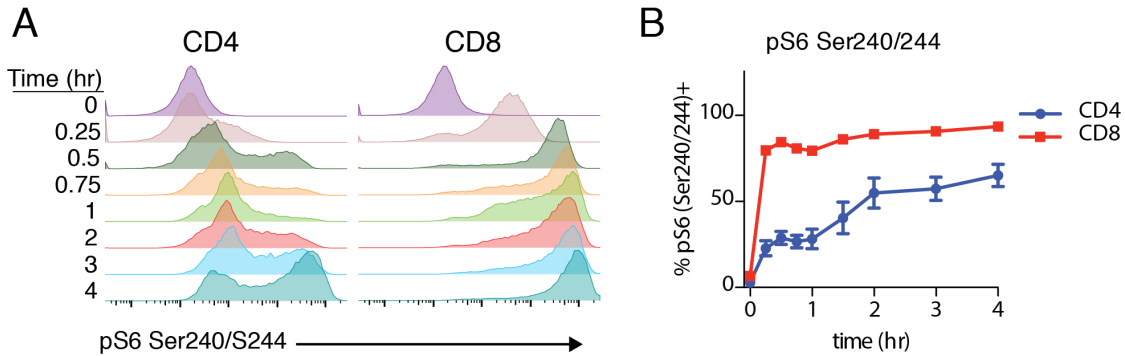 A
CD4
CD8
Time (hr)
0
0.25
0.5
0.75
1
2
3
4
pS6 Ser240/S244
B
pS6 Ser240/244
% pS6 (Ser240/244)+
100
50
0
0
1
2
3
4
time (hr)
CD4
CD8